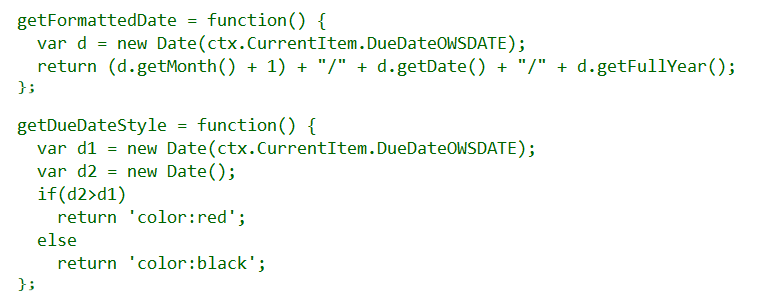 getFormattedDate = function() {
  var d = new Date(ctx.CurrentItem.DueDateOWSDATE);
  return (d.getMonth() + 1) + "/" + d.getDate() + "/" + d.getFullYear();
};
getDueDateStyle = function() {
  var d1 = new Date(ctx.CurrentItem.DueDateOWSDATE);
  var d2 = new Date();
  if(d2>d1)
    return 'color:red';
  else
    return 'color:black';
};